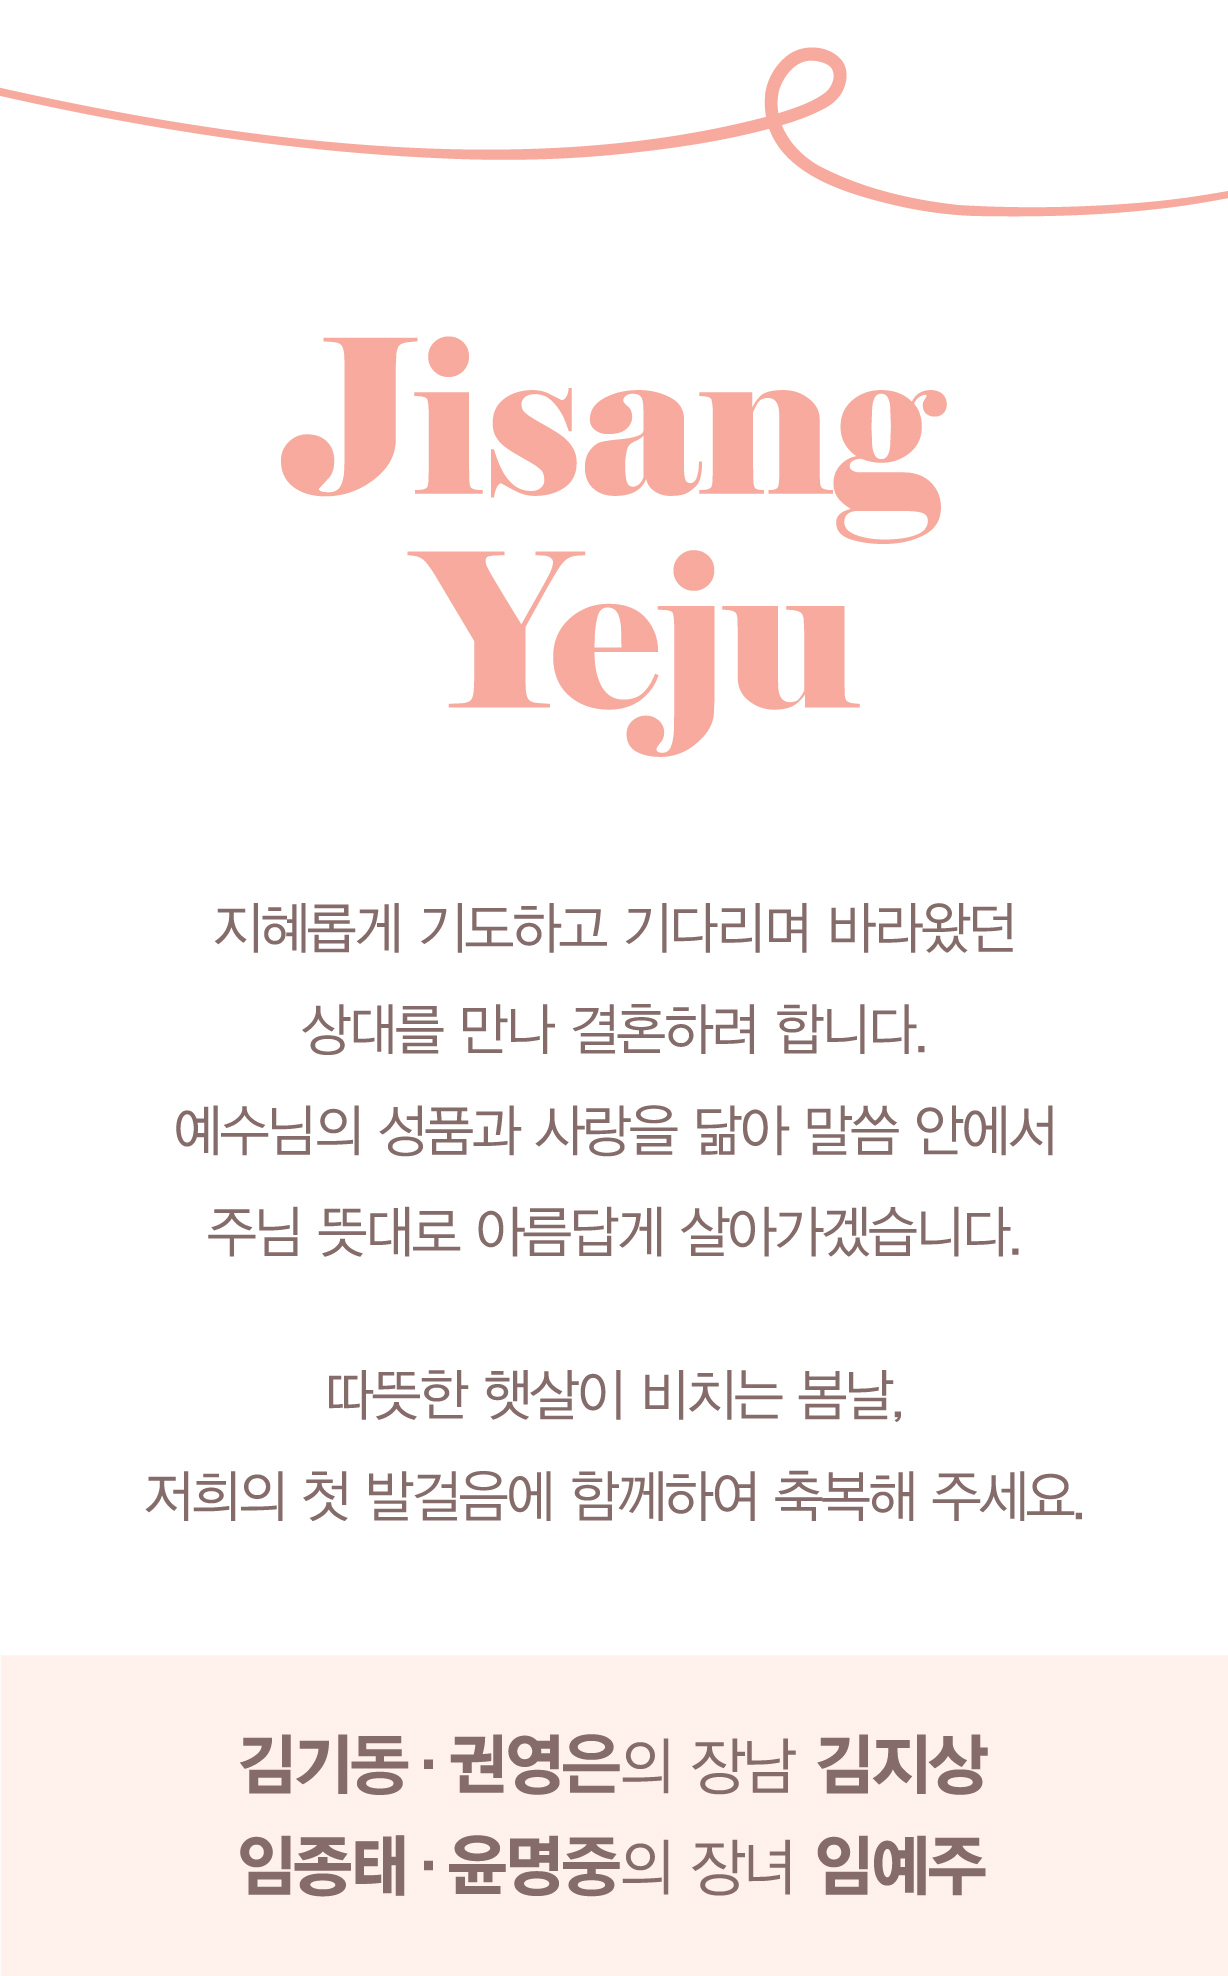 Jisang
Yeju
지혜롭게 기도하고 기다리며 바라왔던
상대를 만나 결혼하려 합니다.
예수님의 성품과 사랑을 닮아 말씀 안에서
주님 뜻대로 아름답게 살아가겠습니다.
따뜻한 햇살이 비치는 봄날,
저희의 첫 발걸음에 함께하여 축복해 주세요.
김기동 · 권영은의 장남 김지상
임종태 · 윤명중의 장녀 임예주